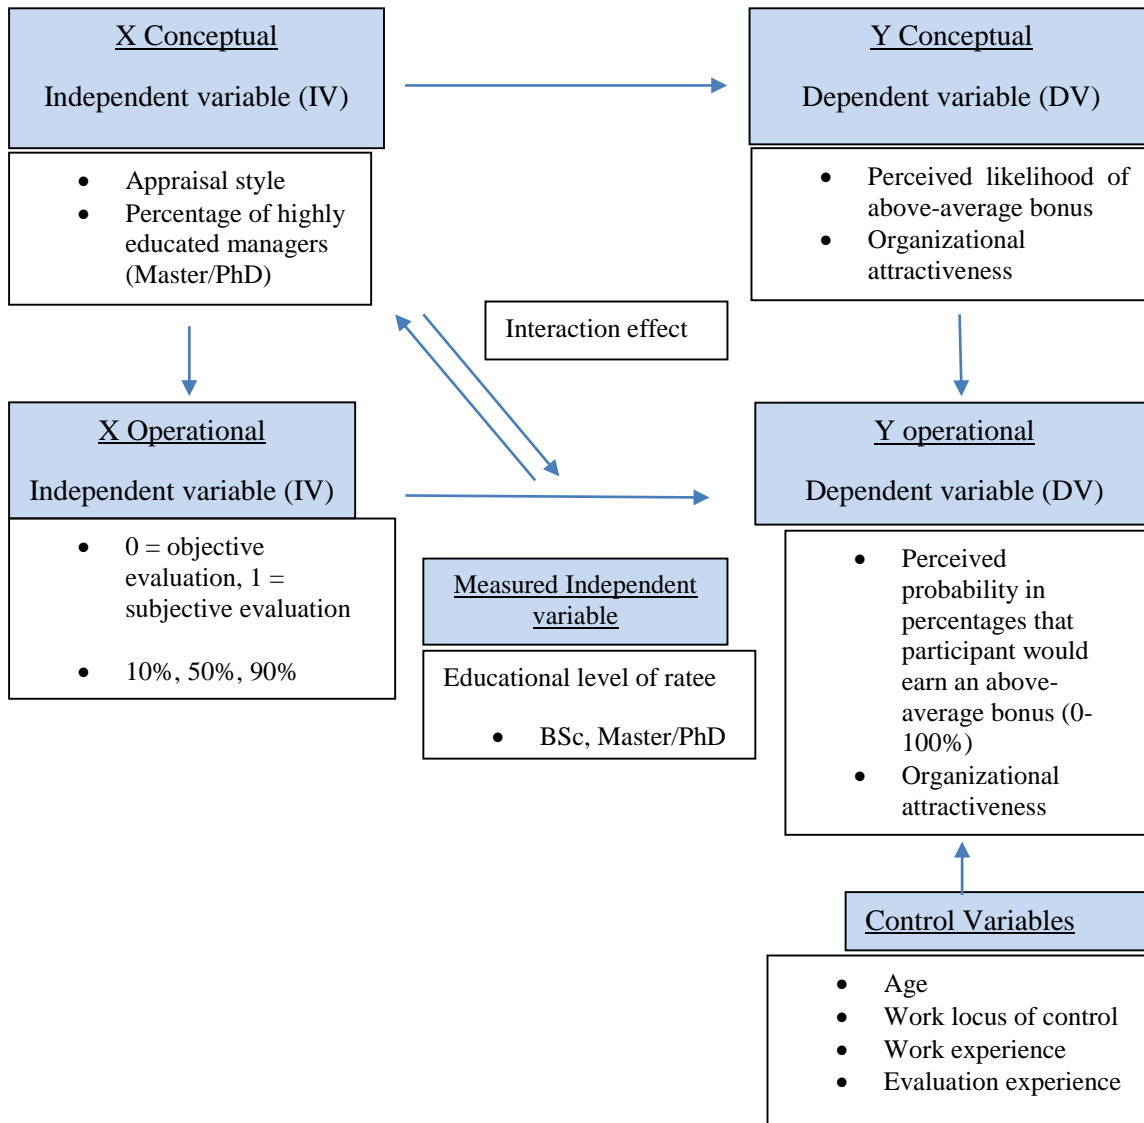 X Conceptual
Independent variable (IV)
• Appraisal style
• Percentage of highly
educated managers
(Master/PhD)
Y Conceptual
Dependent variable (DV)
• Perceived likelihood of
above-average bonus
• Organizational
attractiveness
Interaction effect
X Operational
Independent variable (IV)
• 0 = objective
evaluation, 1 =
subjective evaluation
• 10%, 50%, 90%
Measured Independent
variable
Educational level of ratee
• BSc, Master/PhD
Y operational
Dependent variable (DV)
• Perceived
probability in
percentages that
participant would
earn an above-
average bonus (0-
100%)
• Organizational
attractiveness
Control Variables
• Age
• Work locus of control
• Work experience
• Evaluation experience